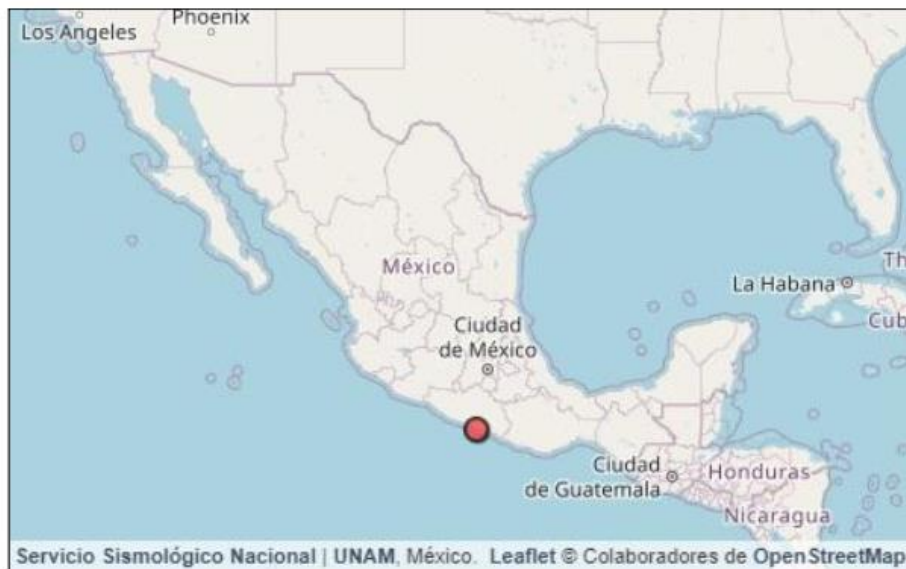 Phoenix
Los Angeles
México
La Habana
Th
Cub
Ciudad
de México
Ciudad
de Guatemala
Honduras
Nicaragua
Servicio Sismológico Nacional | UNAM, México. Leaflet © Colaboradores de OpenStreetMap